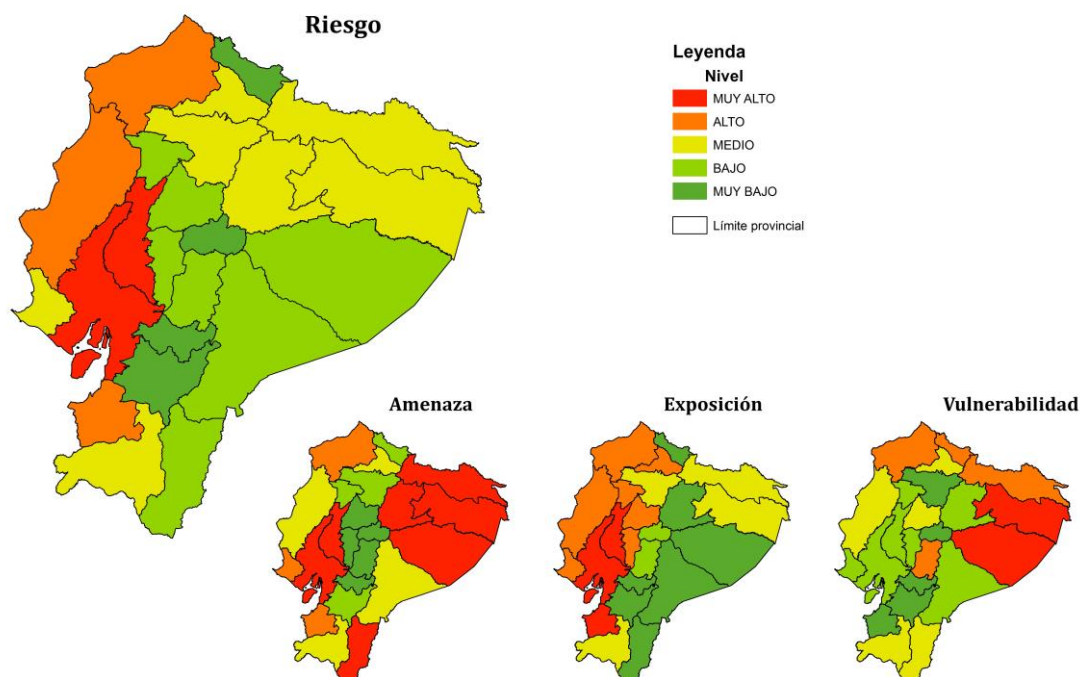 Riesgo
Leyenda
Nivel
MUY ALTO
ALTO
MEDIO
BAJO
MUY BAJO
Límite provincial
Amenaza
Exposición
Vulnerabilidad